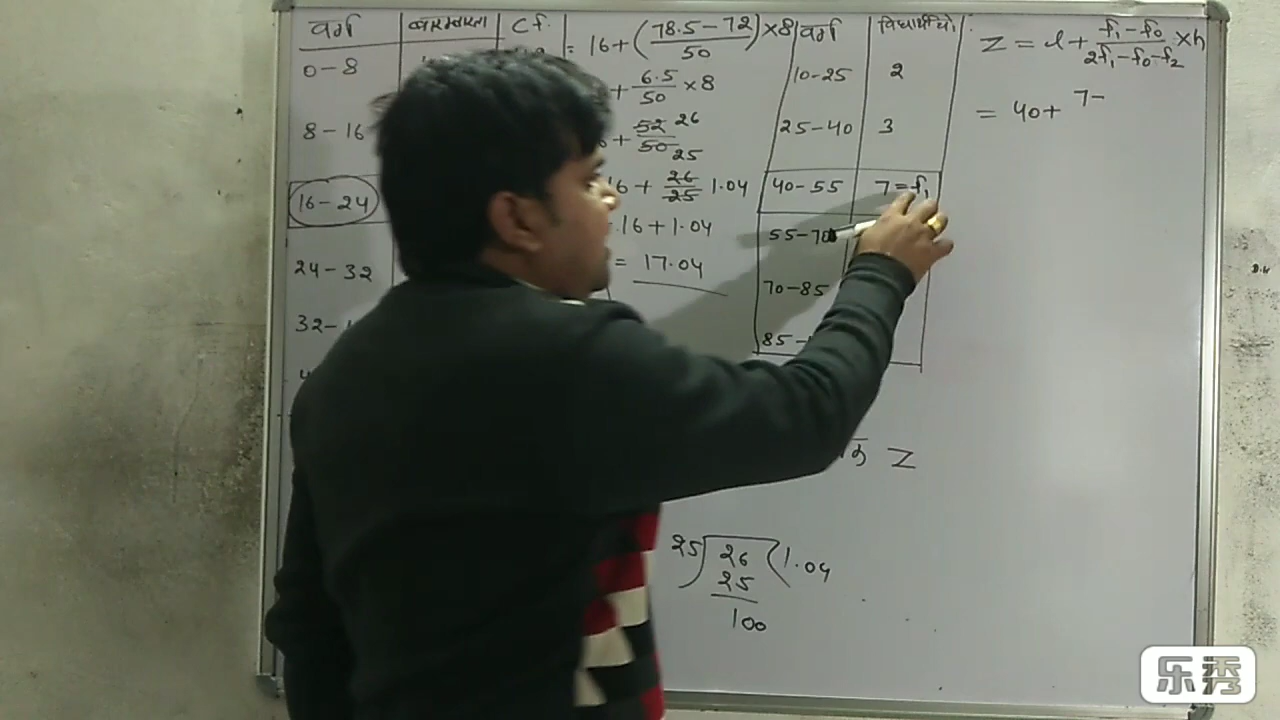 वर्ग बारम्बारता C.f.
0-8
8-16
16-24
24-32
32-
= 16+(78.5-72/50)×8
+ 6.5/50 ×8
+ 52/50 26 25
16 + 26/25 1.04
16+1.04
= 17.04
वर्ग
10-25 2
25-40 3
40-55 7=f₁
55-70
70-85
85-
Z
Z = l+ f₁-f₀/2f₁-f₀-f₂ ×h
= 40+ 7-
25)26(1.04
25
100
乐秀